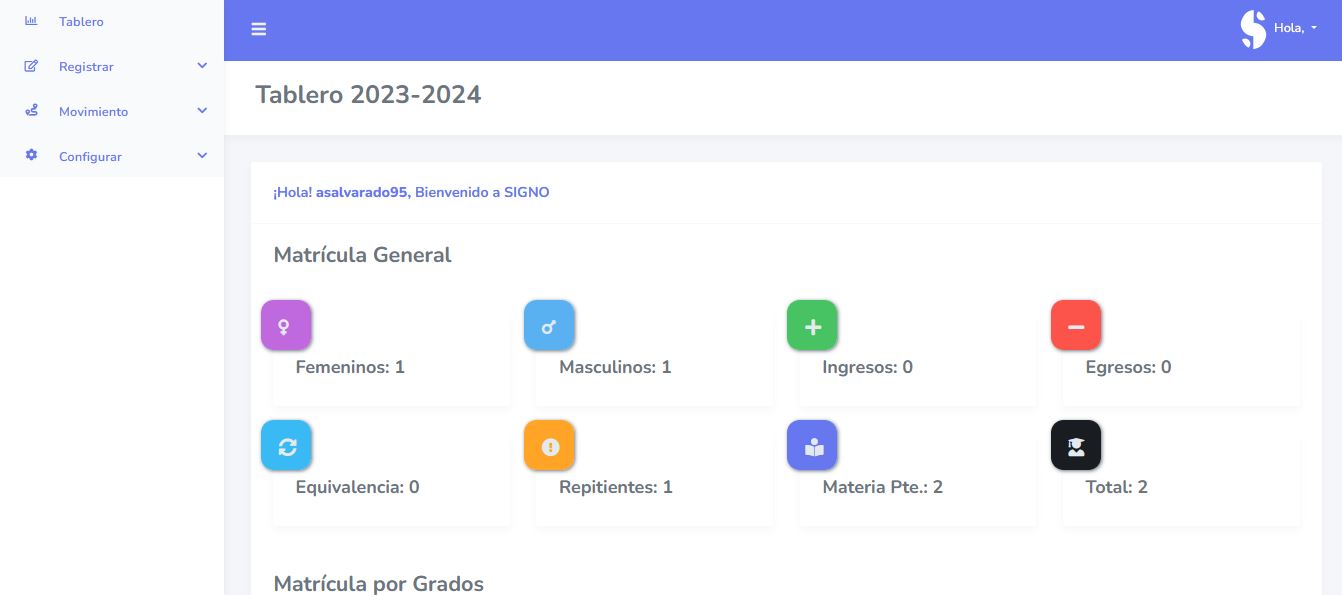 Tablero
Registrar
Movimiento
Configurar
Hola,
Tablero 2023-2024
¡Hola! asalvarado95, Bienvenido a SIGNO
Matrícula General
Femeninos: 1
Masculinos: 1
Ingresos: 0
Egresos: 0
Equivalencia: 0
Repitientes: 1
Materia Pte.: 2
Total: 2
Matrícula por Grados